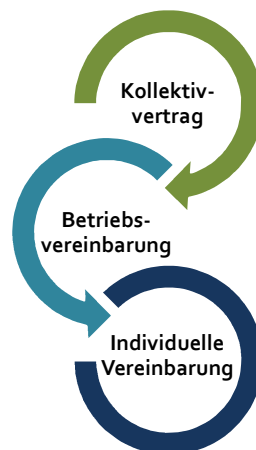 Kollektiv-
vertrag
Betriebs-
vereinbarung
Individuelle
Vereinbarung